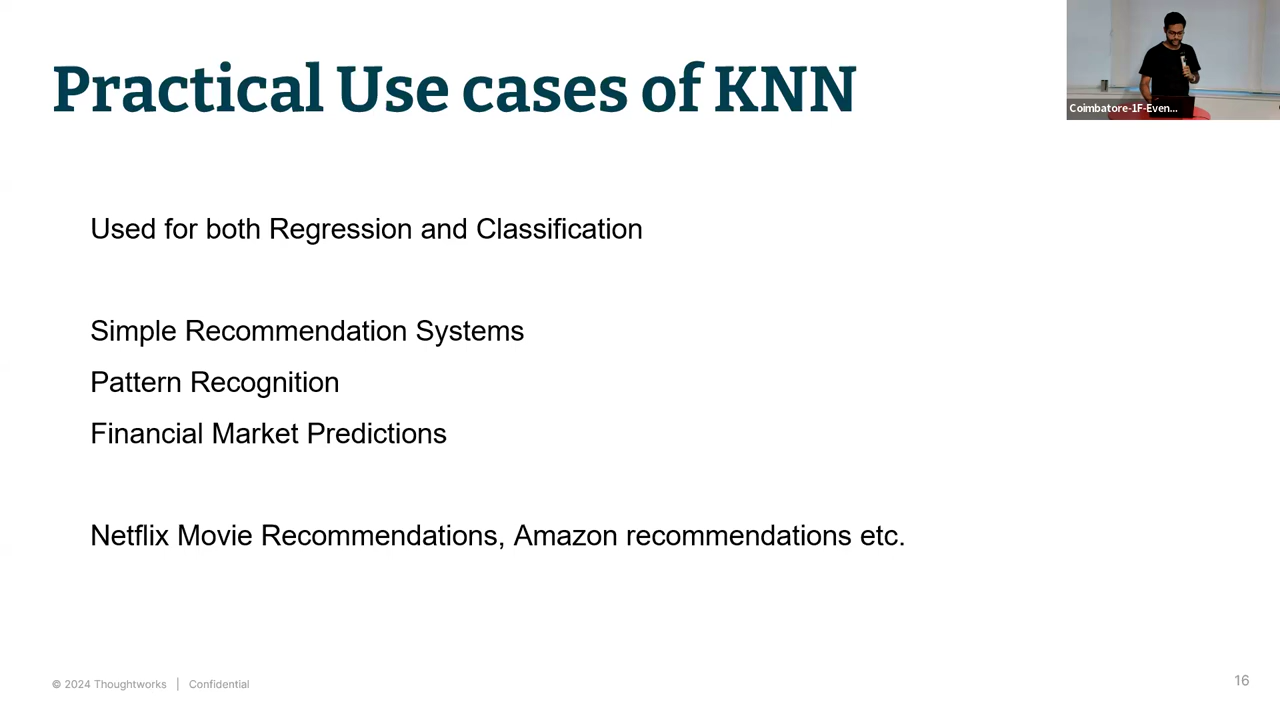 Practical Use cases of KNN
Coimbatore-1F-Even...
Used for both Regression and Classification
Simple Recommendation Systems
Pattern Recognition
Financial Market Predictions
Netflix Movie Recommendations, Amazon recommendations etc.
© 2024 Thoughtworks | Confidential
16